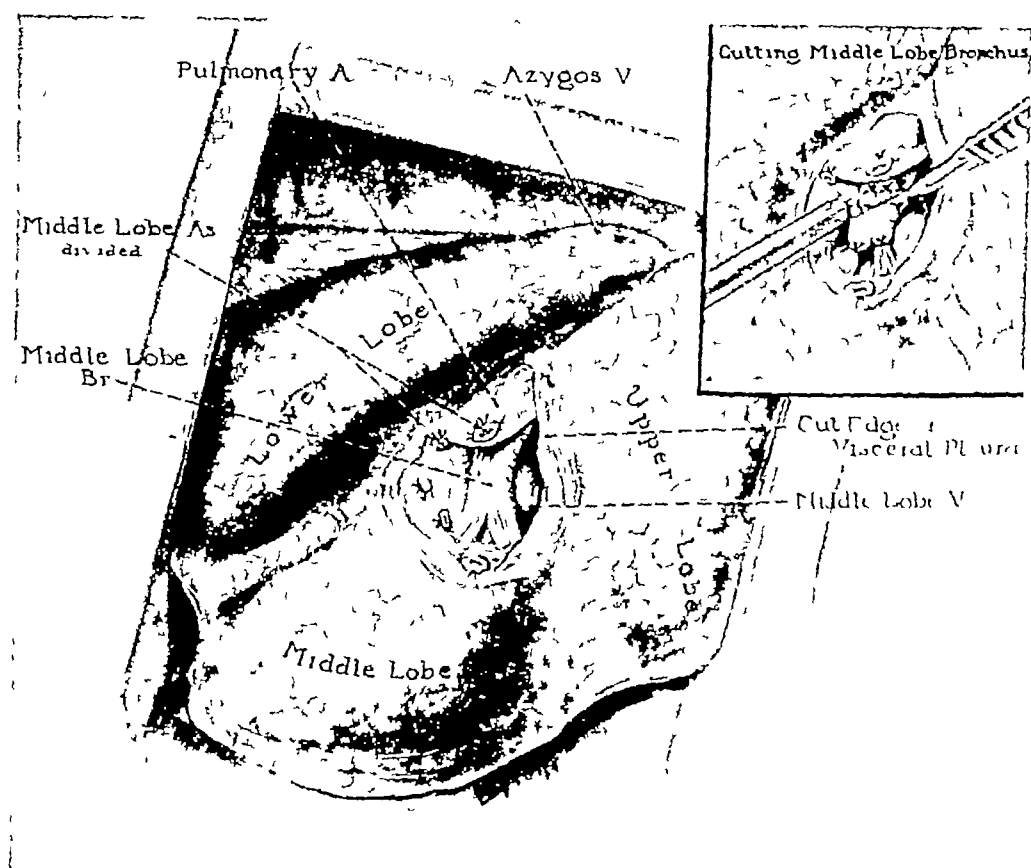 Pulmonary A
Azygos V
Cutting Middle Lobe Bronchus
Middle Lobe As
divided
Lobe
Lower
Middle Lobe
Br
Upper
Lobe
Cut Edge
Visceral Pleura
Middle Lobe V
Middle Lobe